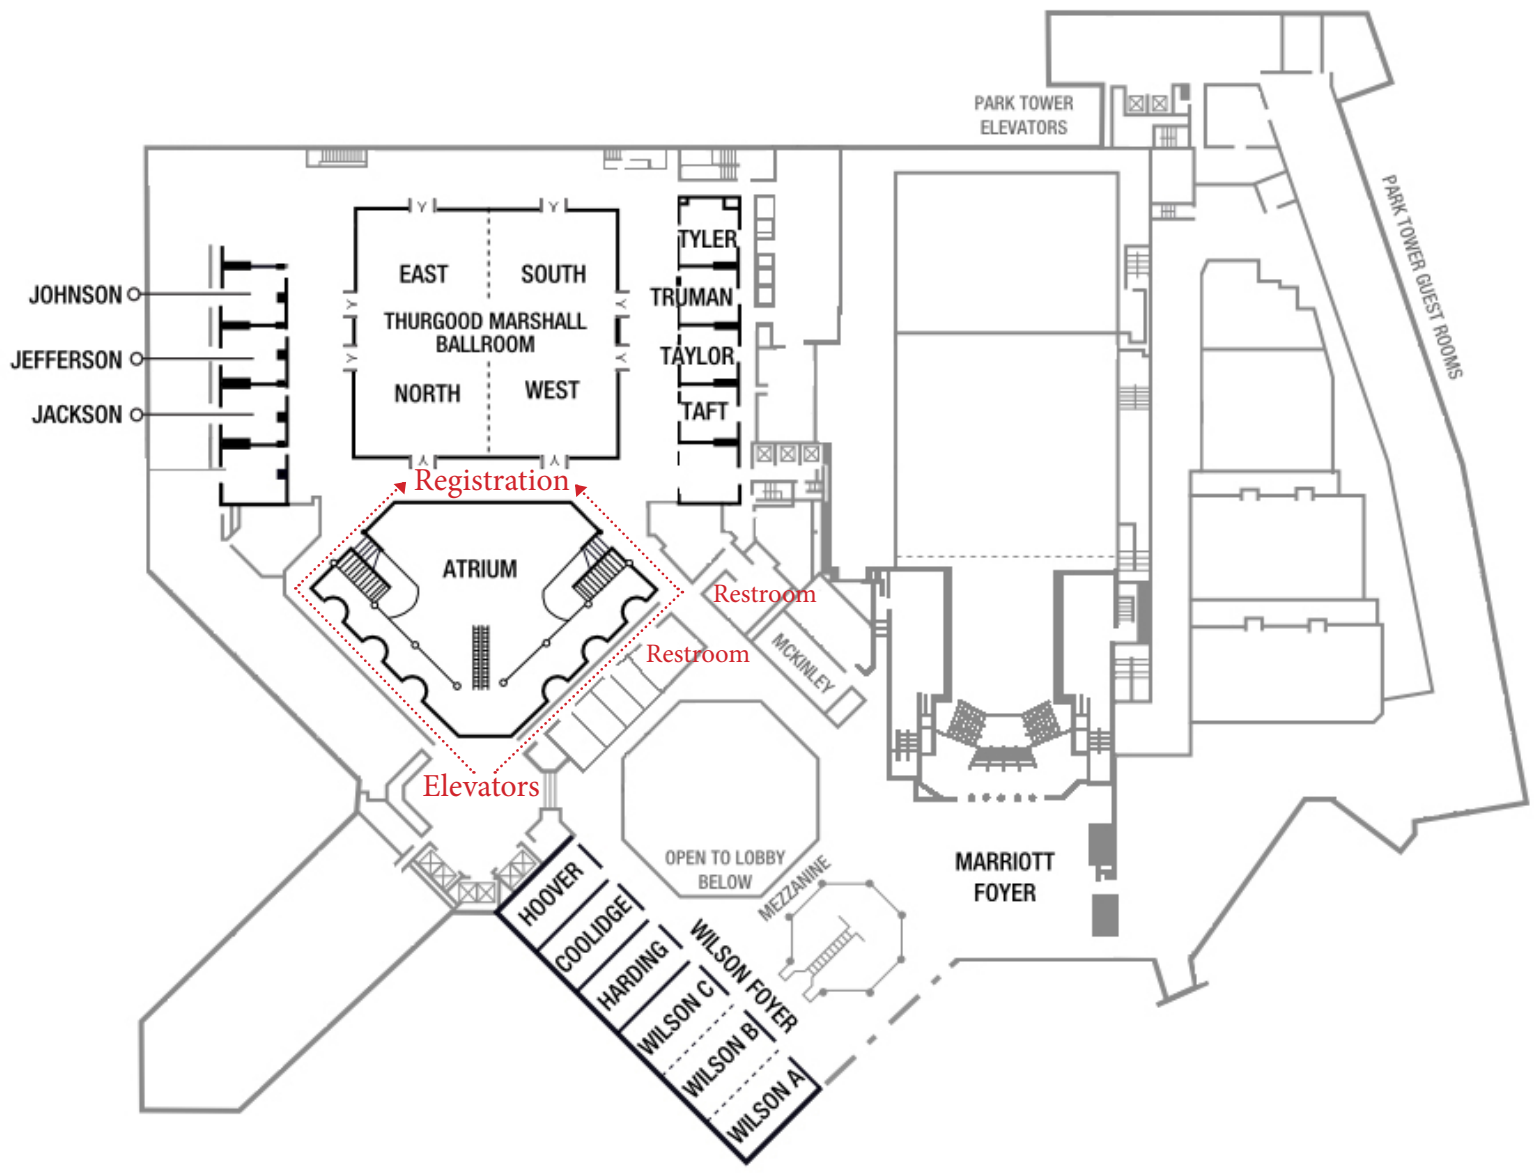 PARK TOWER
ELEVATORS
PARK TOWER GUEST ROOMS
TYLER
EAST
SOUTH
JOHNSON
TRUMAN
THURGOOD MARSHALL
BALLROOM
JEFFERSON
TAYLOR
NORTH
WEST
JACKSON
TAFT
Registration
ATRIUM
Restroom
Restroom
MCKINLEY
Elevators
OPEN TO LOBBY
BELOW
MARRIOTT
FOYER
MEZZANINE
HOOVER
COOLIDGE
HARDING
WILSON FOYER
WILSON C
WILSON B
WILSON A